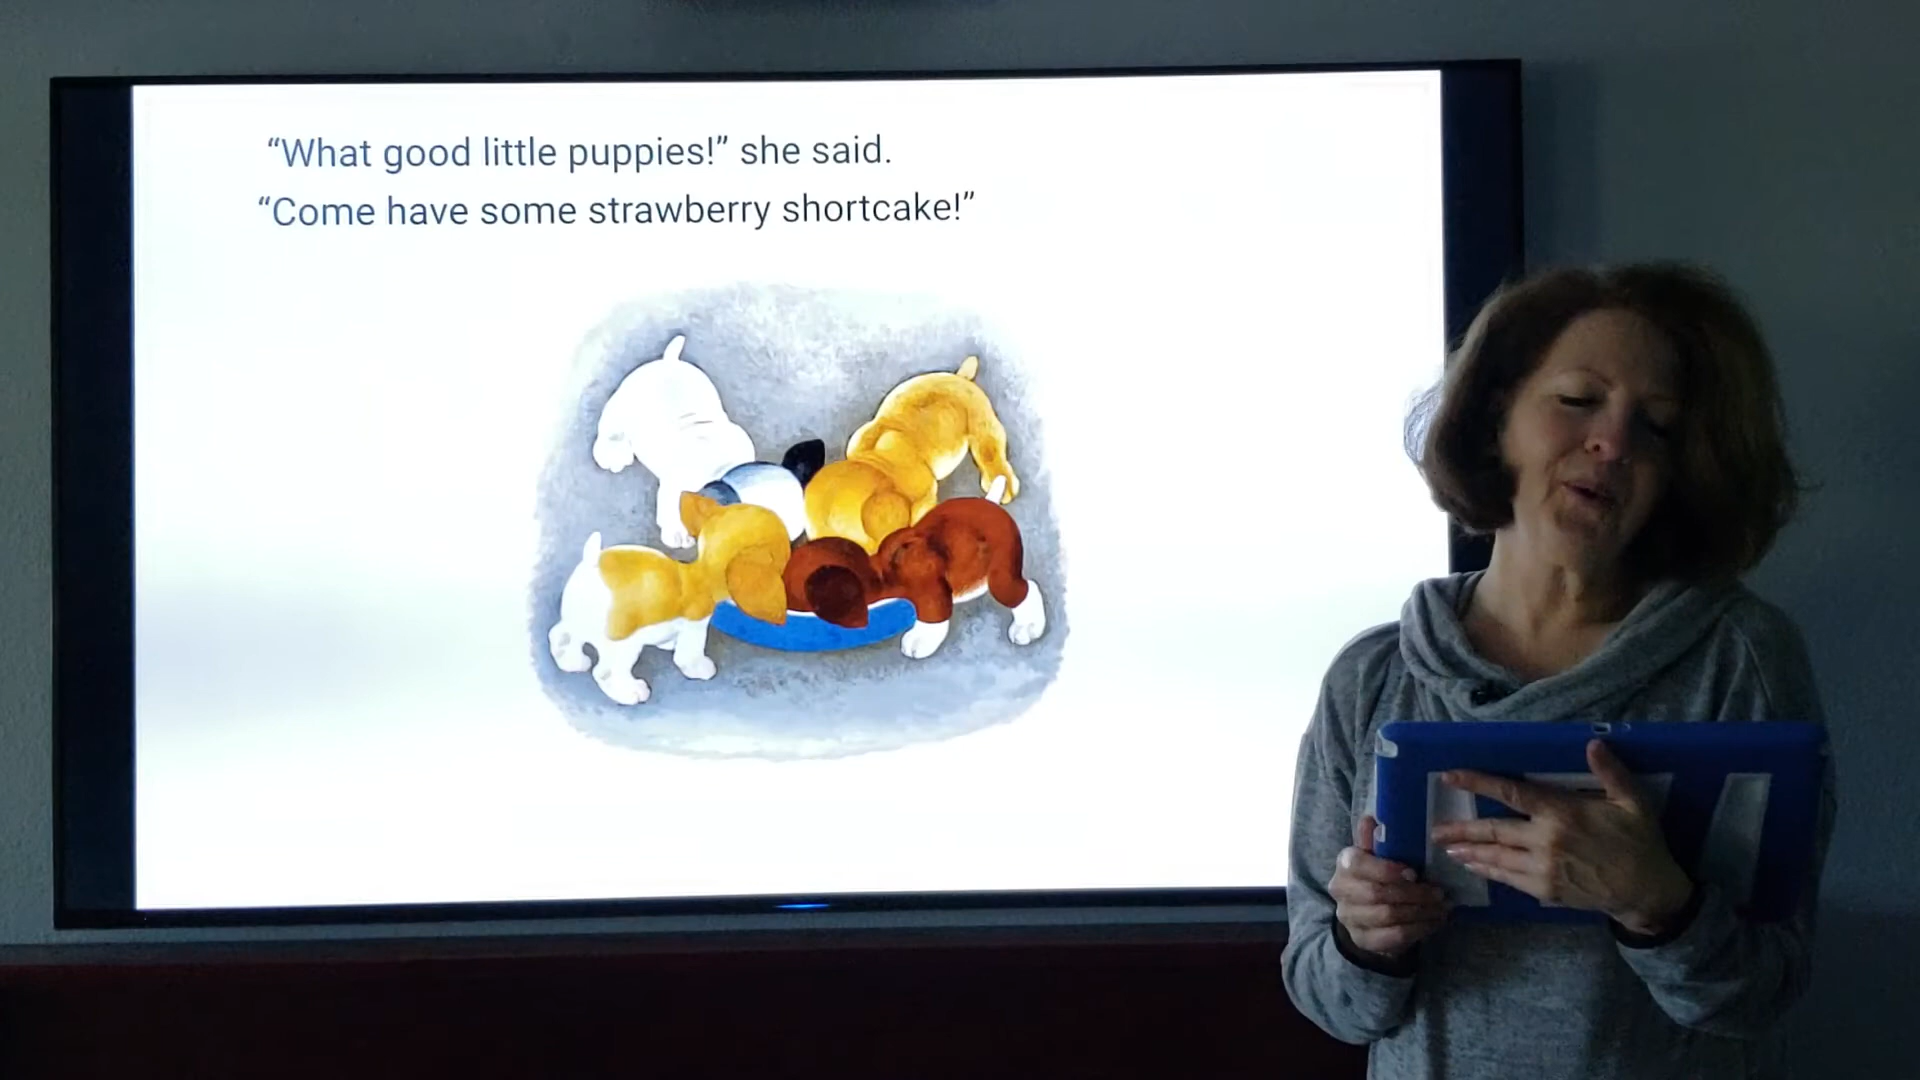 “What good little puppies!” she said.
“Come have some strawberry shortcake!”